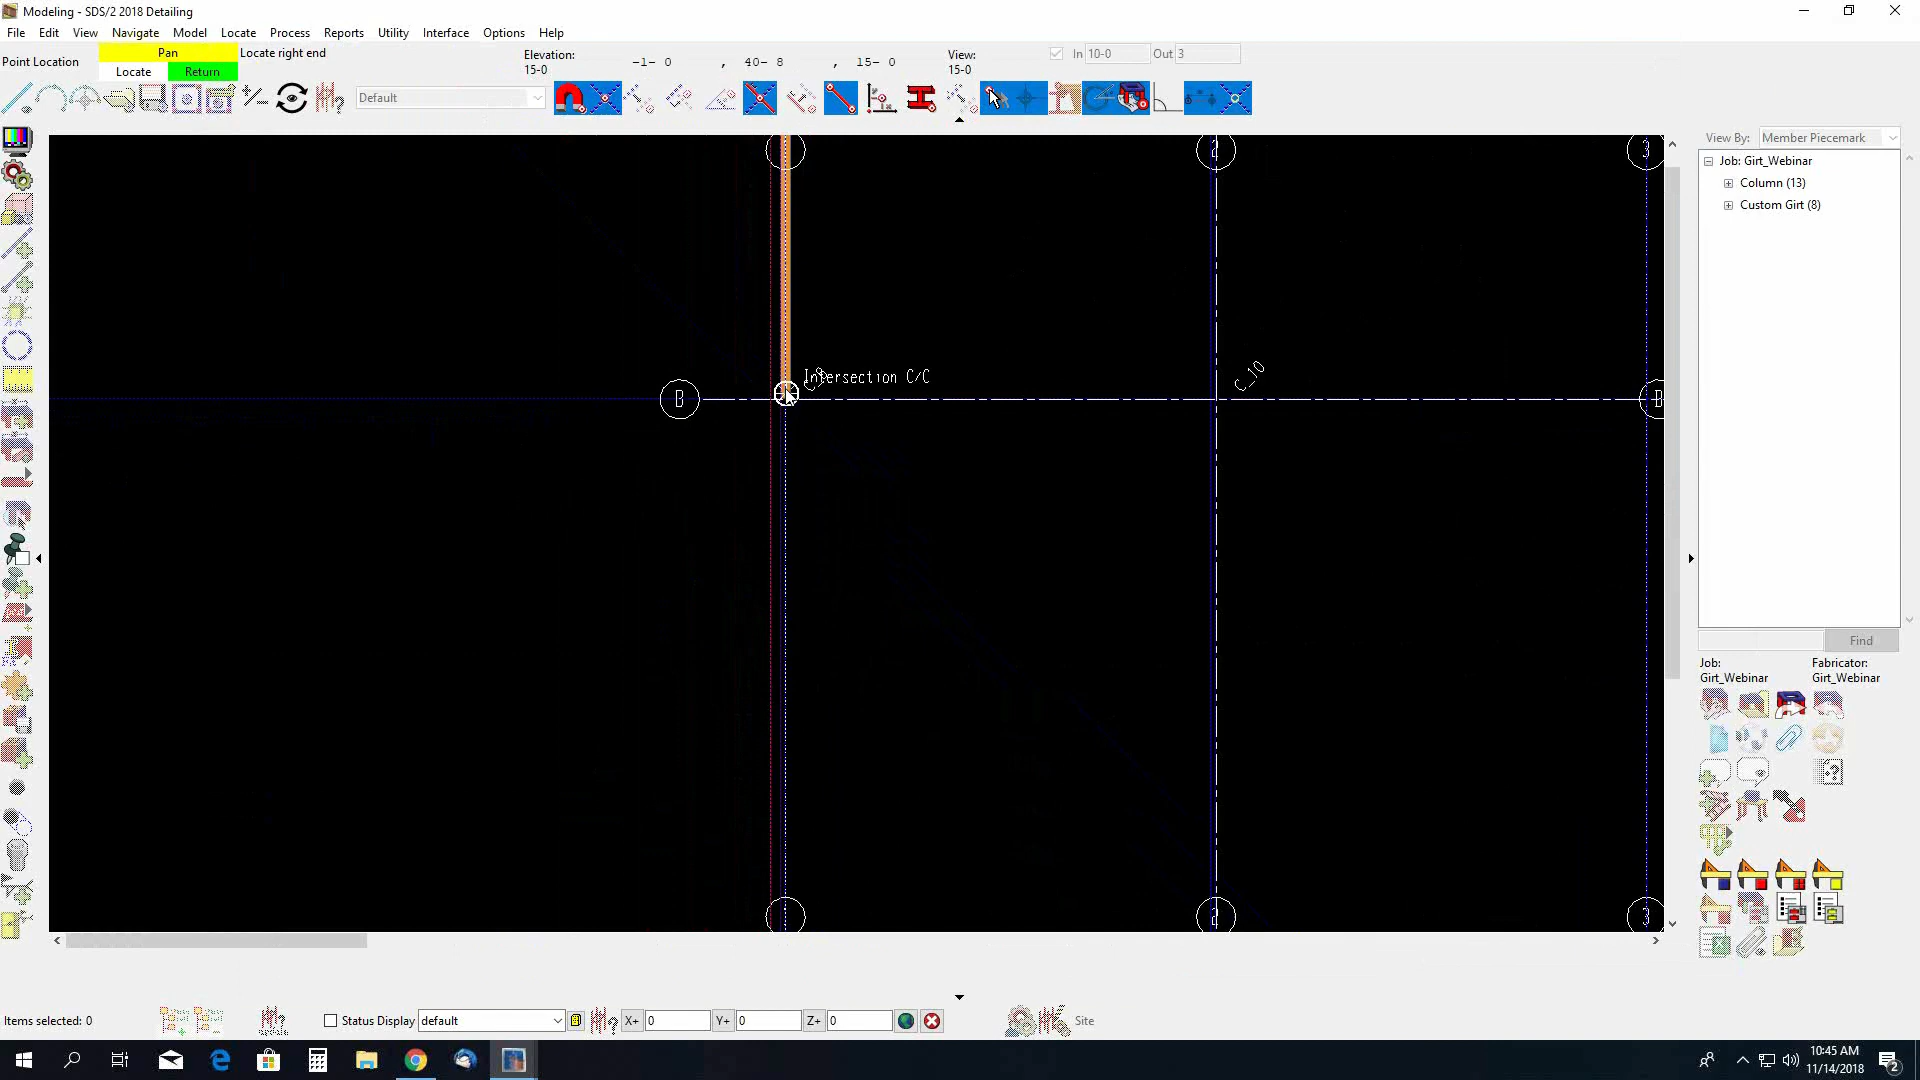 Modeling - SDS/2 2018 Detailing
File Edit View Navigate Model Locate Process Reports Utility Interface Options Help
Point Location
Pan
Locate right end
Locate
Return
Elevation:
15-0
-1- 0 , 40- 8 , 15- 0
View:
15-0
In 10-0 Out 3
Default
View By: Member Piecemark
Job: Girt_Webinar
Column (13)
Custom Girt (8)
2
3
Intersection C/C
C_10
B
B
2
3
Find
Job:
Girt_Webinar
Fabricator:
Girt_Webinar
Items selected: 0
Status Display default
X+ 0
Y+ 0
Z+ 0
Site
10:45 AM
11/14/2018
2